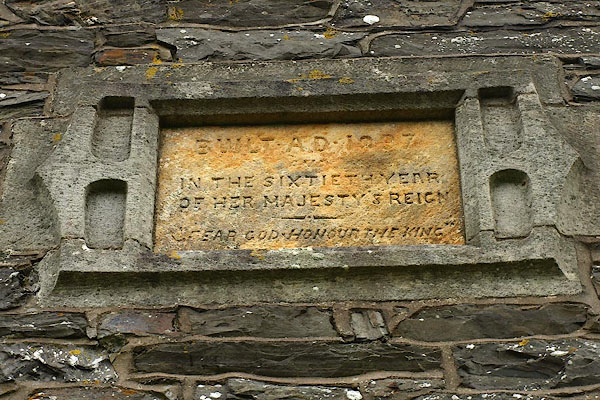 BUILT·A.D·1897
IN THE SIXTIETH YEAR
OF HER MAJESTY'S REIGN
"FEAR GOD·HONOUR THE KING"